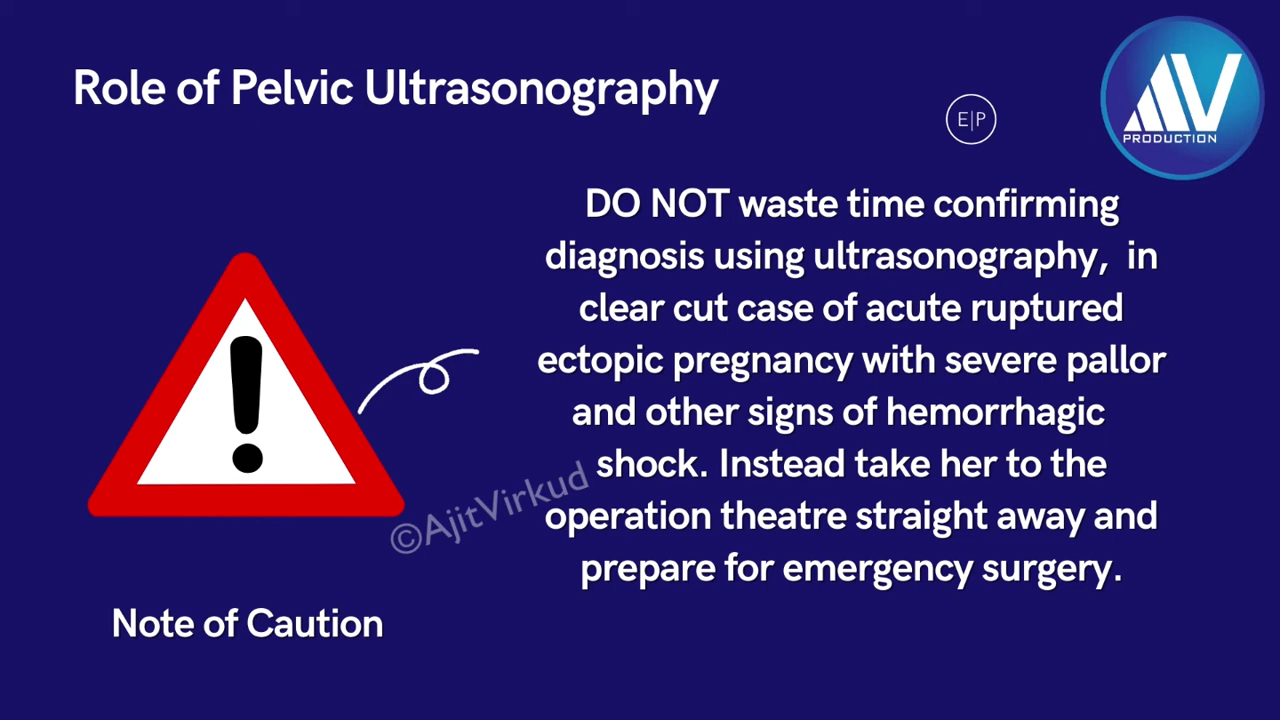 Role of Pelvic Ultrasonography
E|P
AV
PRODUCTION
DO NOT waste time confirming
diagnosis using ultrasonography, in
clear cut case of acute ruptured
ectopic pregnancy with severe pallor
and other signs of hemorrhagic
shock. Instead take her to the
operation theatre straight away and
prepare for emergency surgery.
©AjitVirkud
Note of Caution